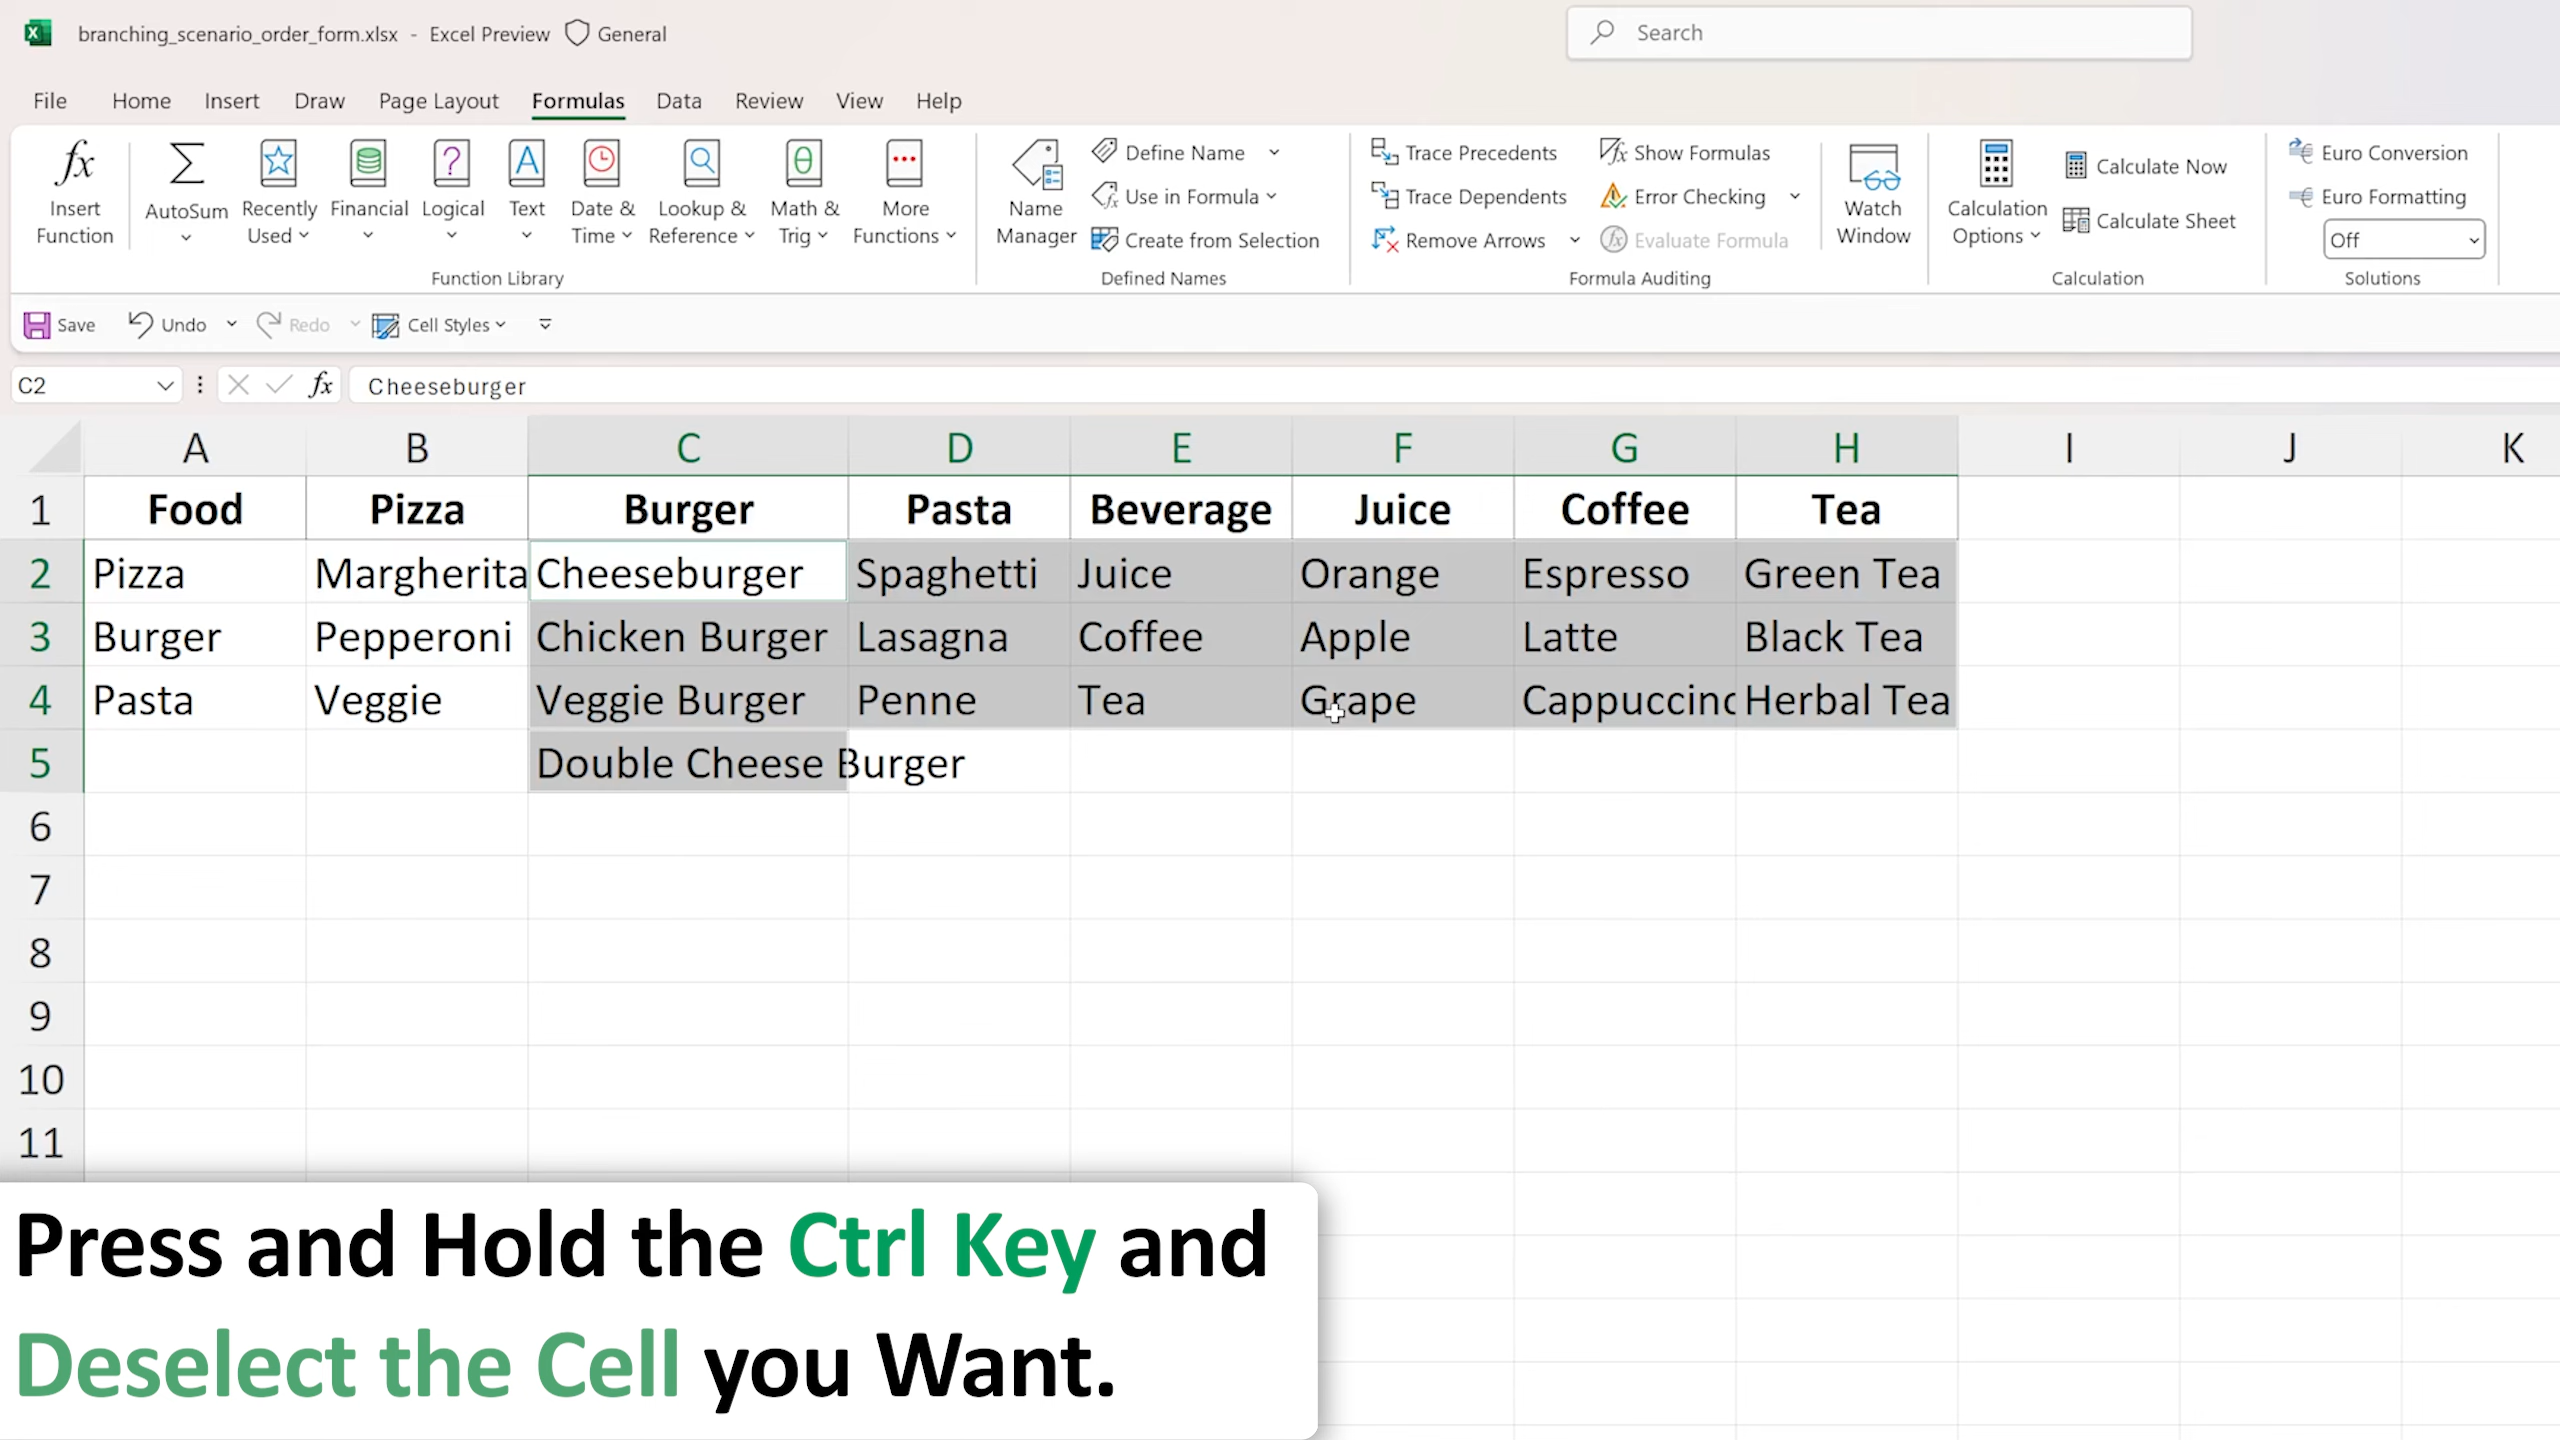 branching_scenario_order_form.xlsx - Excel Preview General
Search
File Home Insert Draw Page Layout Formulas Data Review View Help
Insert Function
AutoSum
Recently Used
Financial
Logical
Text
Date & Time
Lookup & Reference
Math & Trig
More Functions
Function Library
Name Manager
Define Name
Use in Formula
Create from Selection
Defined Names
Trace Precedents
Trace Dependents
Remove Arrows
Show Formulas
Error Checking
Evaluate Formula
Formula Auditing
Watch Window
Calculation Options
Calculate Now
Calculate Sheet
Calculation
Euro Conversion
Euro Formatting
Off
Solutions
Save Undo Redo Cell Styles
C2 fx Cheeseburger
A B C D E F G H I J K
1 Food Pizza Burger Pasta Beverage Juice Coffee Tea
2 Pizza Margherita Cheeseburger Spaghetti Juice Orange Espresso Green Tea
3 Burger Pepperoni Chicken Burger Lasagna Coffee Apple Latte Black Tea
4 Pasta Veggie Veggie Burger Penne Tea Grape Cappuccino Herbal Tea
5 Double Cheese Burger
6
7
8
9
10
11
Press and Hold the Ctrl Key and
Deselect the Cell you Want.